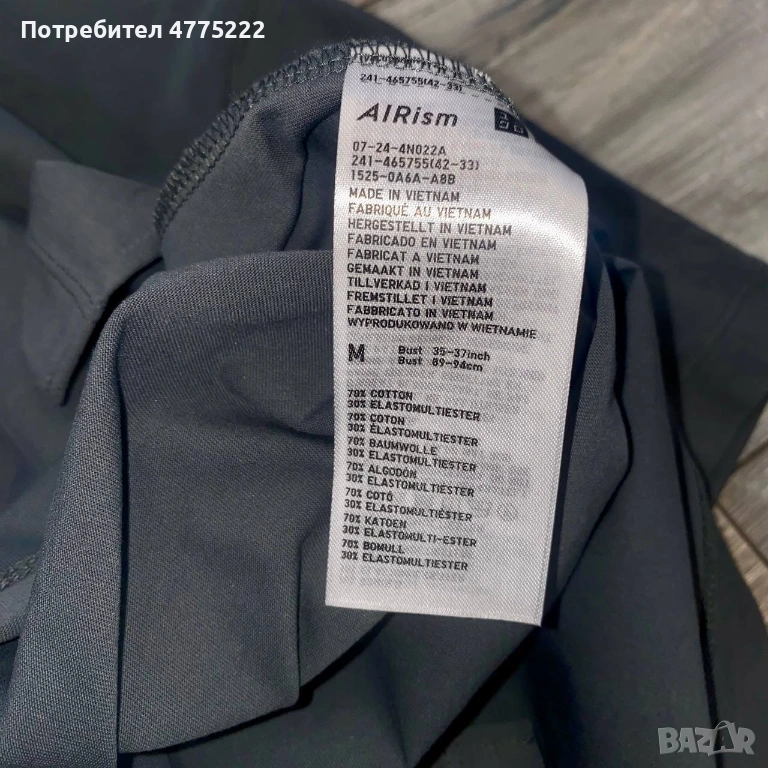 Потребител 4775222
241-465755(42-33)
AIRism
07-24-4N022A
241-465755(42-33)
1525-0A6A-A8B
MADE IN VIETNAM
FABRIQUÉ AU VIETNAM
HERGESTELLT IN VIETNAM
FABRICADO EN VIETNAM
FABRICAT A VIETNAM
GEMAAKT IN VIETNAM
TILLVERKAD I VIETNAM
FREMSTILLET I VIETNAM
FABBRICATO IN VIETNAM
WYPRODUKOWANO W WIETNAMIE
M Bust 35-37inch
Bust 89-94cm
70% COTTON
30% ELASTOMULTIESTER
70% COTON
30% ÉLASTOMULTIESTER
70% BAUMWOLLE
30% ELASTOMULTIESTER
70% ALGODÓN
30% ELASTOMULTIÉSTER
70% COTÓ
30% ELASTOMULTIESTER
70% KATOEN
30% ELASTOMULTI-ESTER
70% BOMULL
30% ELASTOMULTIESTER
BAZAR